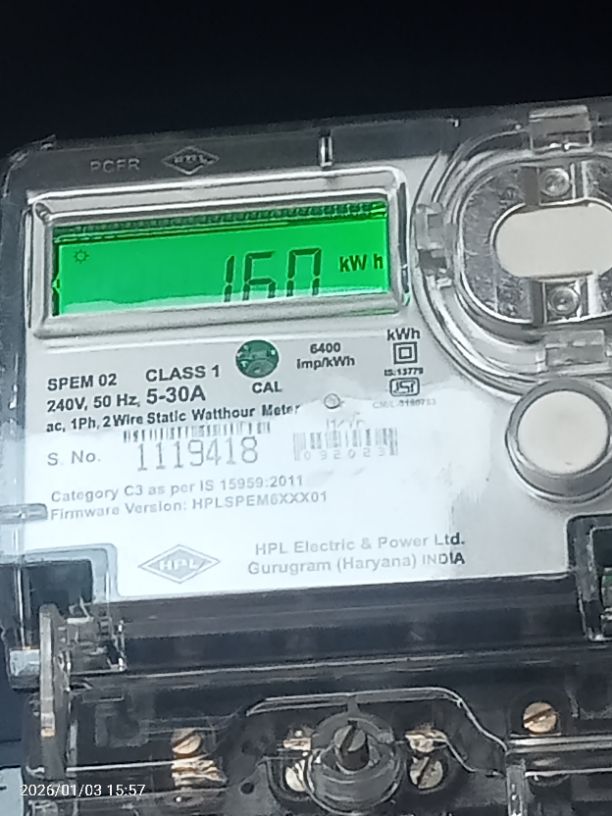 HPL
160 kWh
kWh
6400
imp/kWh
SPEM 02 CLASS 1
CAL
IS:13779
ISI
240V, 50 Hz, 5-30A
ac, 1Ph, 2 Wire Static Watthour Meter
S. No. 1119418
092023
Category C3 as per IS 15959:2011
Firmware Version: HPLSPEM6XXX01
HPL
HPL Electric & Power Ltd.
Gurugram (Haryana) INDIA
2026/01/03 15:57